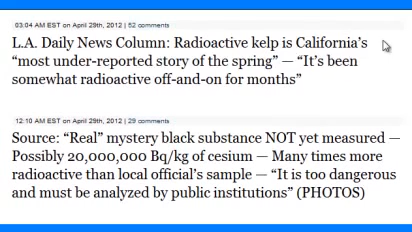 03:04 AM EST on April 29th, 2012 | 52 comments
L.A. Daily News Column: Radioactive kelp is California’s
“most under-reported story of the spring” — “It’s been
somewhat radioactive off-and-on for months”
12:10 AM EST on April 29th, 2012 | 29 comments
Source: “Real” mystery black substance NOT yet measured —
Possibly 20,000,000 Bq/kg of cesium — Many times more
radioactive than local official’s sample — “It is too dangerous
and must be analyzed by public institutions” (PHOTOS)